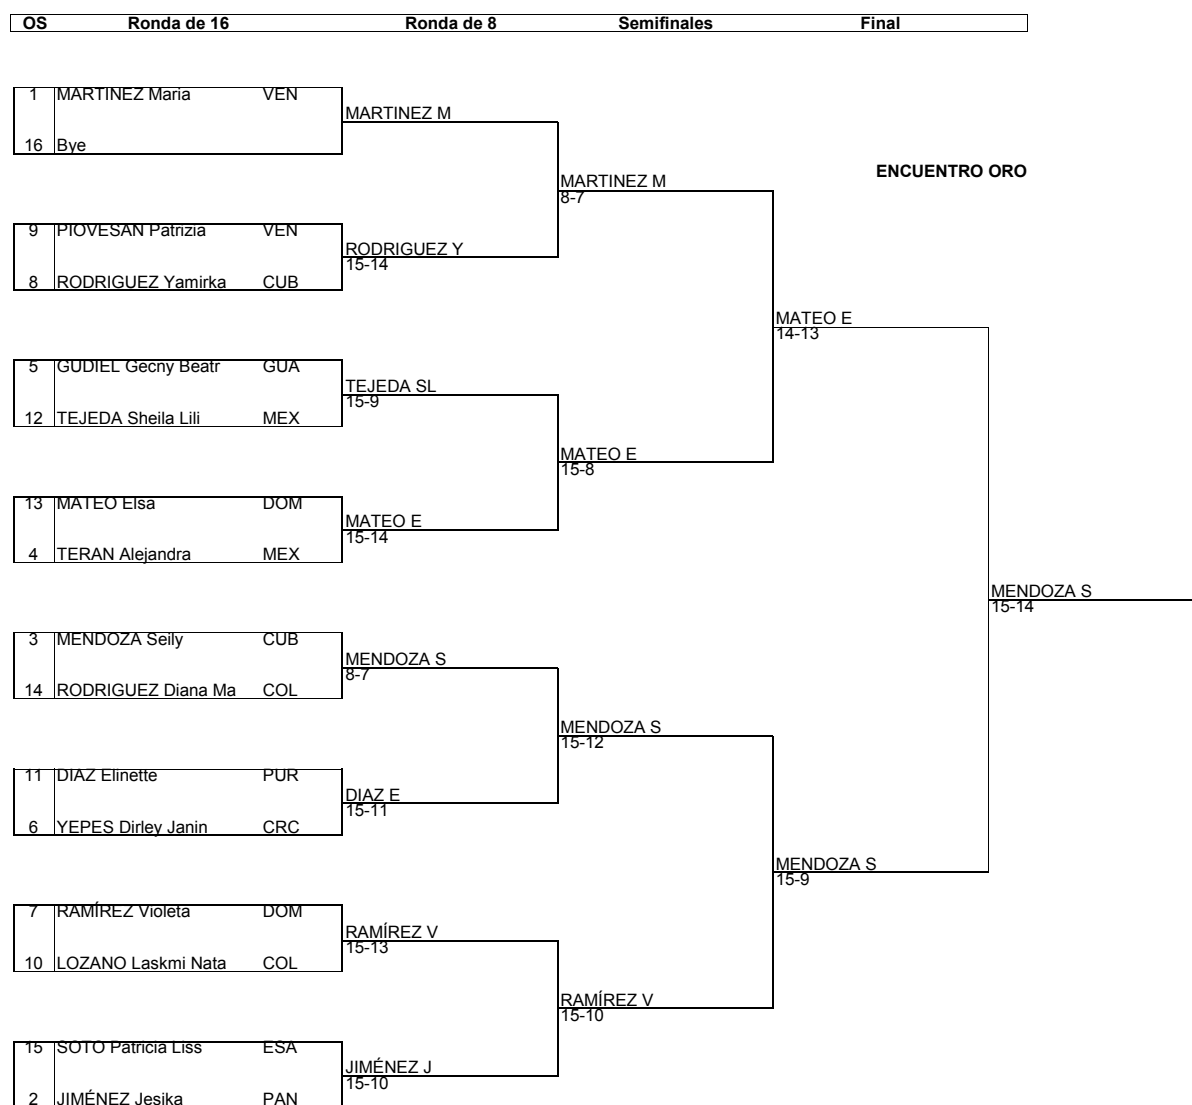 OS Ronda de 16 Ronda de 8 Semifinales Final
1 MARTINEZ Maria VEN
MARTINEZ M
16 Bye
ENCUENTRO ORO
MARTINEZ M
8-7
9 PIOVESAN Patrizia VEN
RODRIGUEZ Y
15-14
8 RODRIGUEZ Yamirka CUB
MATEO E
14-13
5 GUDIEL Gecny Beatr GUA
TEJEDA SL
15-9
12 TEJEDA Sheila Lili MEX
MATEO E
15-8
13 MATEO Elsa DOM
MATEO E
15-14
4 TERAN Alejandra MEX
MENDOZA S
15-14
3 MENDOZA Seily CUB
MENDOZA S
8-7
14 RODRIGUEZ Diana Ma COL
MENDOZA S
15-12
11 DIAZ Elinette PUR
DIAZ E
15-11
6 YEPES Dirley Janin CRC
MENDOZA S
15-9
7 RAMÍREZ Violeta DOM
RAMÍREZ V
15-13
10 LOZANO Laskmi Nata COL
RAMÍREZ V
15-10
15 SOTO Patricia Liss ESA
JIMÉNEZ J
15-10
2 JIMÉNEZ Jesika PAN